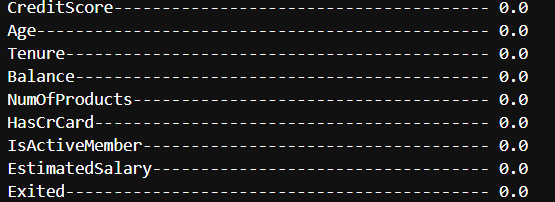 CreditScore---------------------------------------- 0.0
Age------------------------------------------------ 0.0
Tenure--------------------------------------------- 0.0
Balance-------------------------------------------- 0.0
NumOfProducts-------------------------------------- 0.0
HasCrCard------------------------------------------ 0.0
IsActiveMember------------------------------------- 0.0
EstimatedSalary------------------------------------ 0.0
Exited--------------------------------------------- 0.0